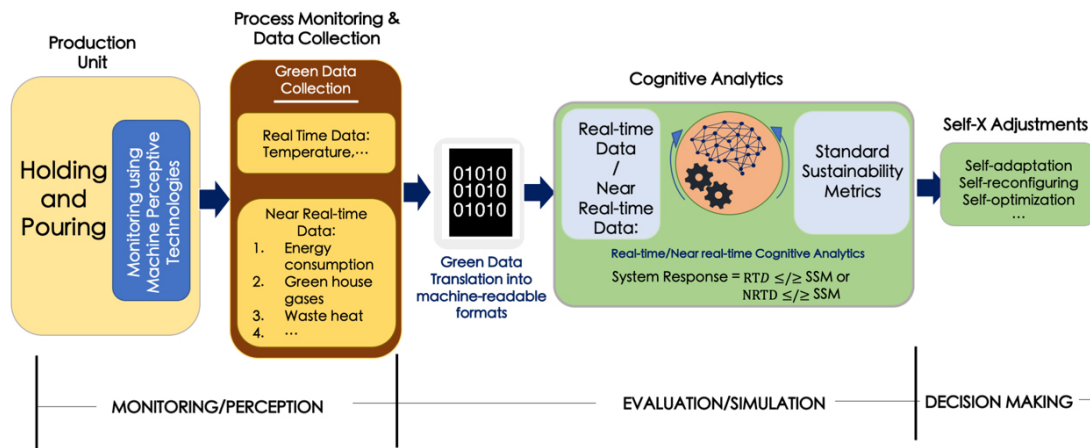 Production
Unit
Holding
and
Pouring
Monitoring using
Machine Perceptive
Technologies
Process Monitoring &
Data Collection
Green Data
Collection
Real Time Data:
Temperature,...
Near Real-time
Data:
1. Energy
consumption
2. Green house
gases
3. Waste heat
4. ...
01010
01010
01010
Green Data
Translation into
machine-readable
formats
Cognitive Analytics
Real-time
Data
/
Near
Real-time
Data:
Standard
Sustainability
Metrics
Real-time/Near real-time Cognitive Analytics
System Response = RTD ≤/≥ SSM or
NRTD ≤/≥ SSM
Self-X Adjustments
Self-adaptation
Self-reconfiguring
Self-optimization
...
MONITORING/PERCEPTION
EVALUATION/SIMULATION
DECISION MAKING